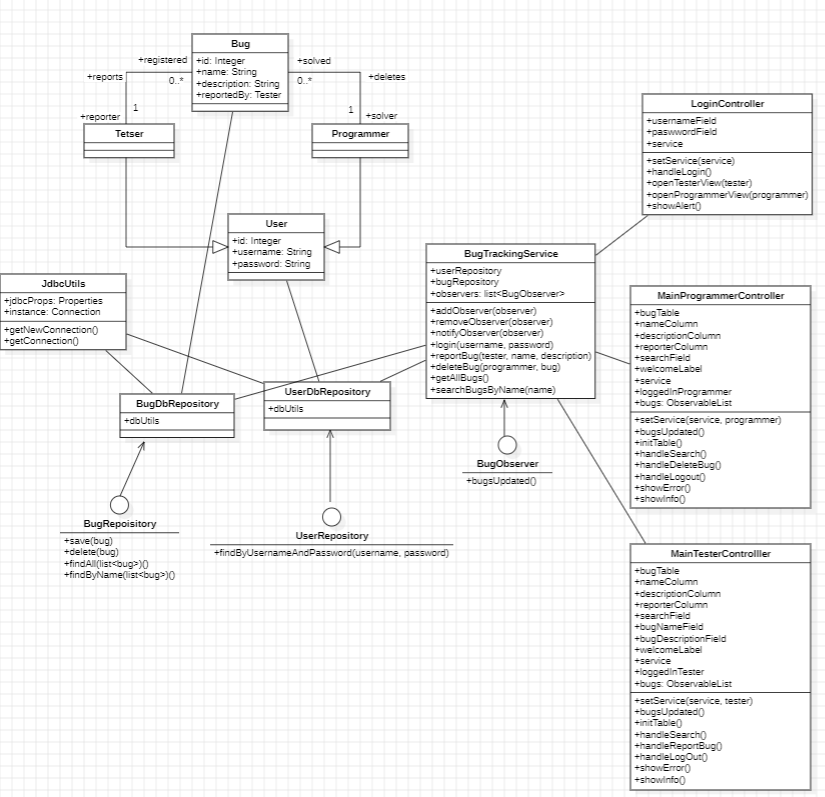 Bug
+id: Integer
+name: String
+description: String
+reportedBy: Tester
+registered
0..*
+reports
1
+reporter
+solved
0..*
+deletes
1
+solver
Tetser
Programmer
User
+id: Integer
+username: String
+password: String
JdbcUtils
+jdbcProps: Properties
+instance: Connection
+getNewConnection()
+getConnection()
BugDbRepository
+dbUtils
UserDbRepository
+dbUtils
BugRepoisitory
+save(bug)
+delete(bug)
+findAll(list<bug>)()
+findByName(list<bug>)()
UserRepository
+findByUsernameAndPassword(username, password)
BugTrackingService
+userRepository
+bugRepository
+observers: list<BugObserver>
+addObserver(observer)
+removeObserver(observer)
+notifyObserver(observer)
+login(username, password)
+reportBug(tester, name, description)
+deleteBug(programmer, bug)
+getAllBugs()
+searchBugsByName(name)
BugObserver
+bugsUpdated()
LoginController
+usernameField
+paswwordField
+service
+setService(service)
+handleLogin()
+openTesterView(tester)
+openProgrammerView(programmer)
+showAlert()
MainProgrammerController
+bugTable
+nameColumn
+descriptionColumn
+reporterColumn
+searchField
+welcomeLabel
+service
+loggedInProgrammer
+bugs: ObservableList
+setService(service, programmer)
+bugsUpdated()
+initTable()
+handleSearch()
+handleDeleteBug()
+handleLogout()
+showError()
+showInfo()
MainTesterControlller
+bugTable
+nameColumn
+descriptionColumn
+reporterColumn
+searchField
+bugNameField
+bugDescriptionField
+welcomeLabel
+service
+loggedInTester
+bugs: ObservableList
+setService(service, tester)
+bugsUpdated()
+initTable()
+handleSearch()
+handleReportBug()
+handleLogOut()
+showError()
+showInfo()